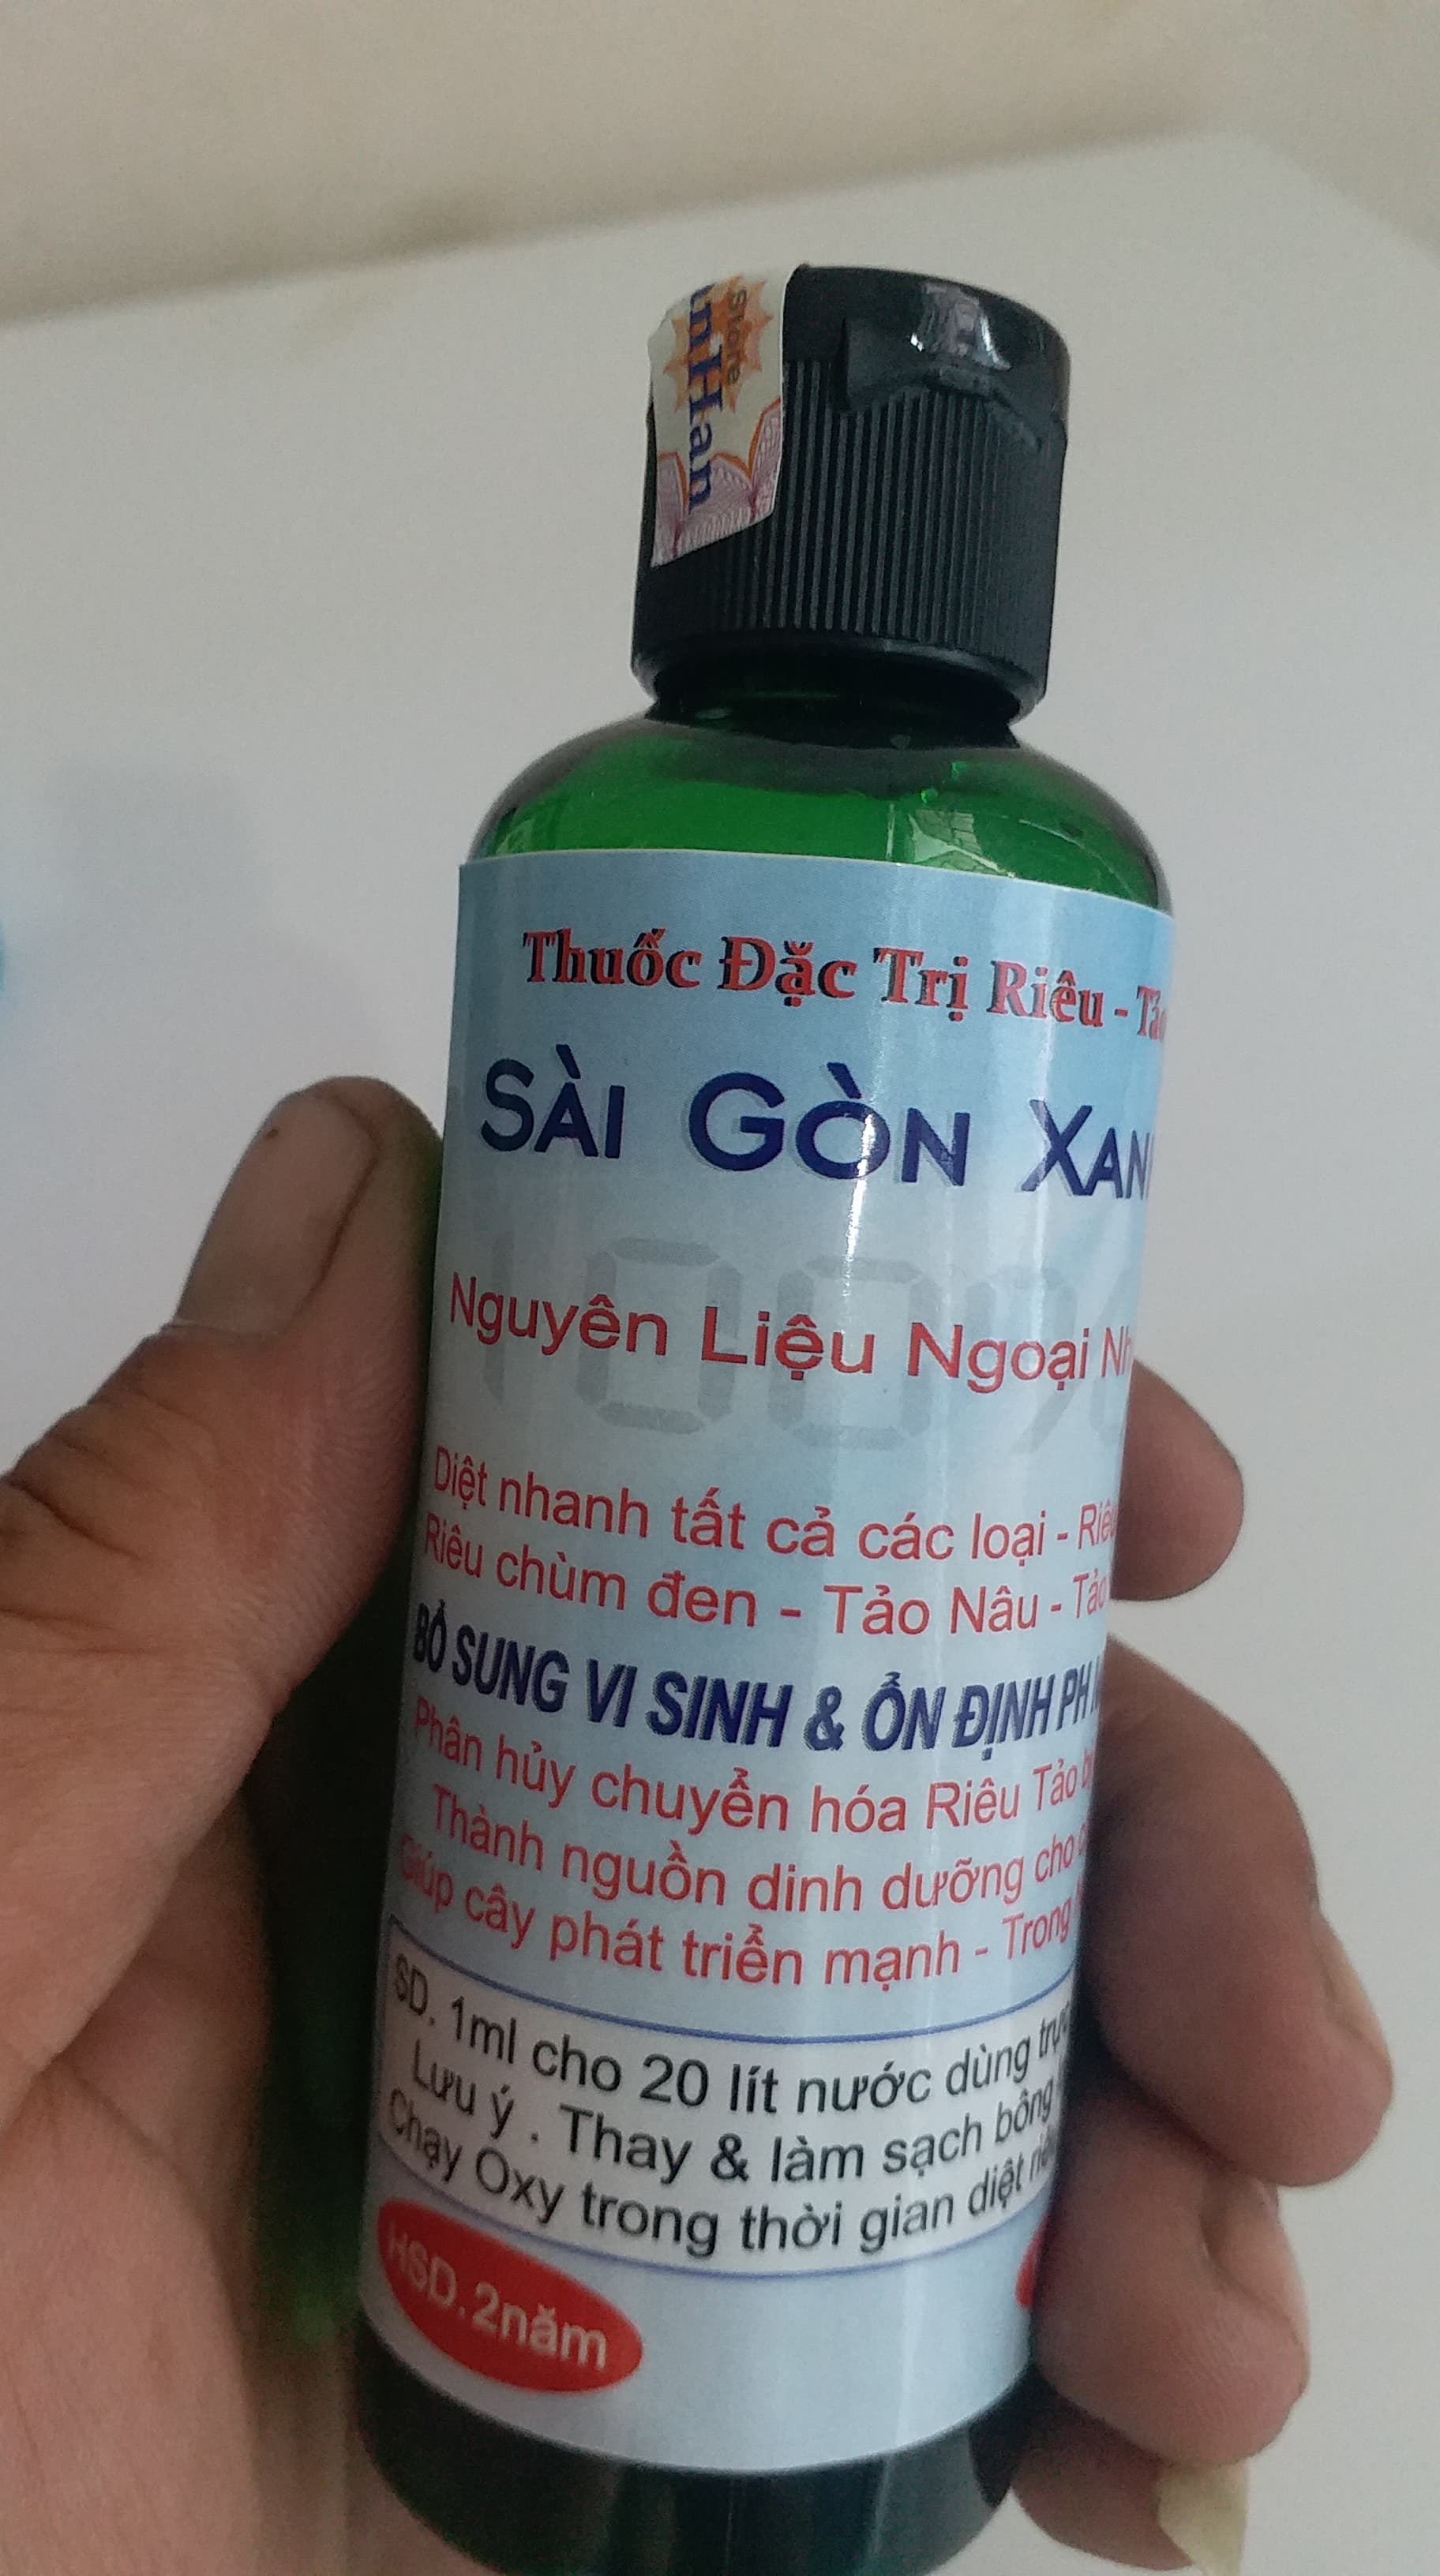 Store
Han
Thuốc Đặc Trị Riêu - Tảo
SÀI GÒN XAN
100%
Nguyên Liệu Ngoại Nh
Diệt nhanh tất cả các loại - Riêu
Riêu chùm đen - Tảo Nâu - Tảo
BỔ SUNG VI SINH & ỔN ĐỊNH PH
Phân hủy chuyển hóa Riêu Tảo
Thành nguồn dinh dưỡng cho
Giúp cây phát triển mạnh - Trong
SD. 1ml cho 20 lít nước dùng
Lưu ý . Thay & làm sạch bông
Chạy Oxy trong thời gian diệt
HSD. 2năm